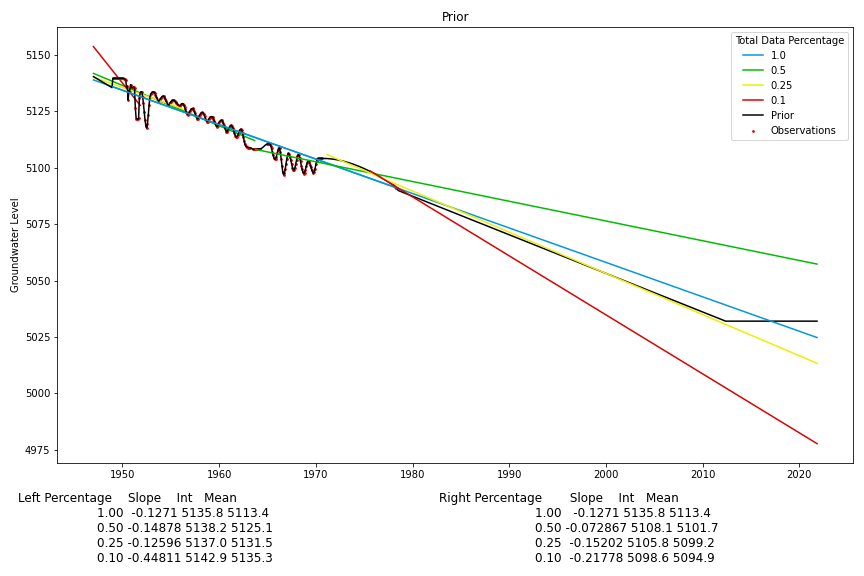 Prior
Total Data Percentage
1.0
0.5
0.25
0.1
Prior
Observations
Groundwater Level
5150
5125
5100
5075
5050
5025
5000
4975
1950 1960 1970 1980 1990 2000 2010 2020
Left Percentage Slope Int Mean
1.00 -0.1271 5135.8 5113.4
0.50 -0.14878 5138.2 5125.1
0.25 -0.12596 5137.0 5131.5
0.10 -0.44811 5142.9 5135.3
Right Percentage Slope Int Mean
1.00 -0.1271 5135.8 5113.4
0.50 -0.072867 5108.1 5101.7
0.25 -0.15202 5105.8 5099.2
0.10 -0.21778 5098.6 5094.9